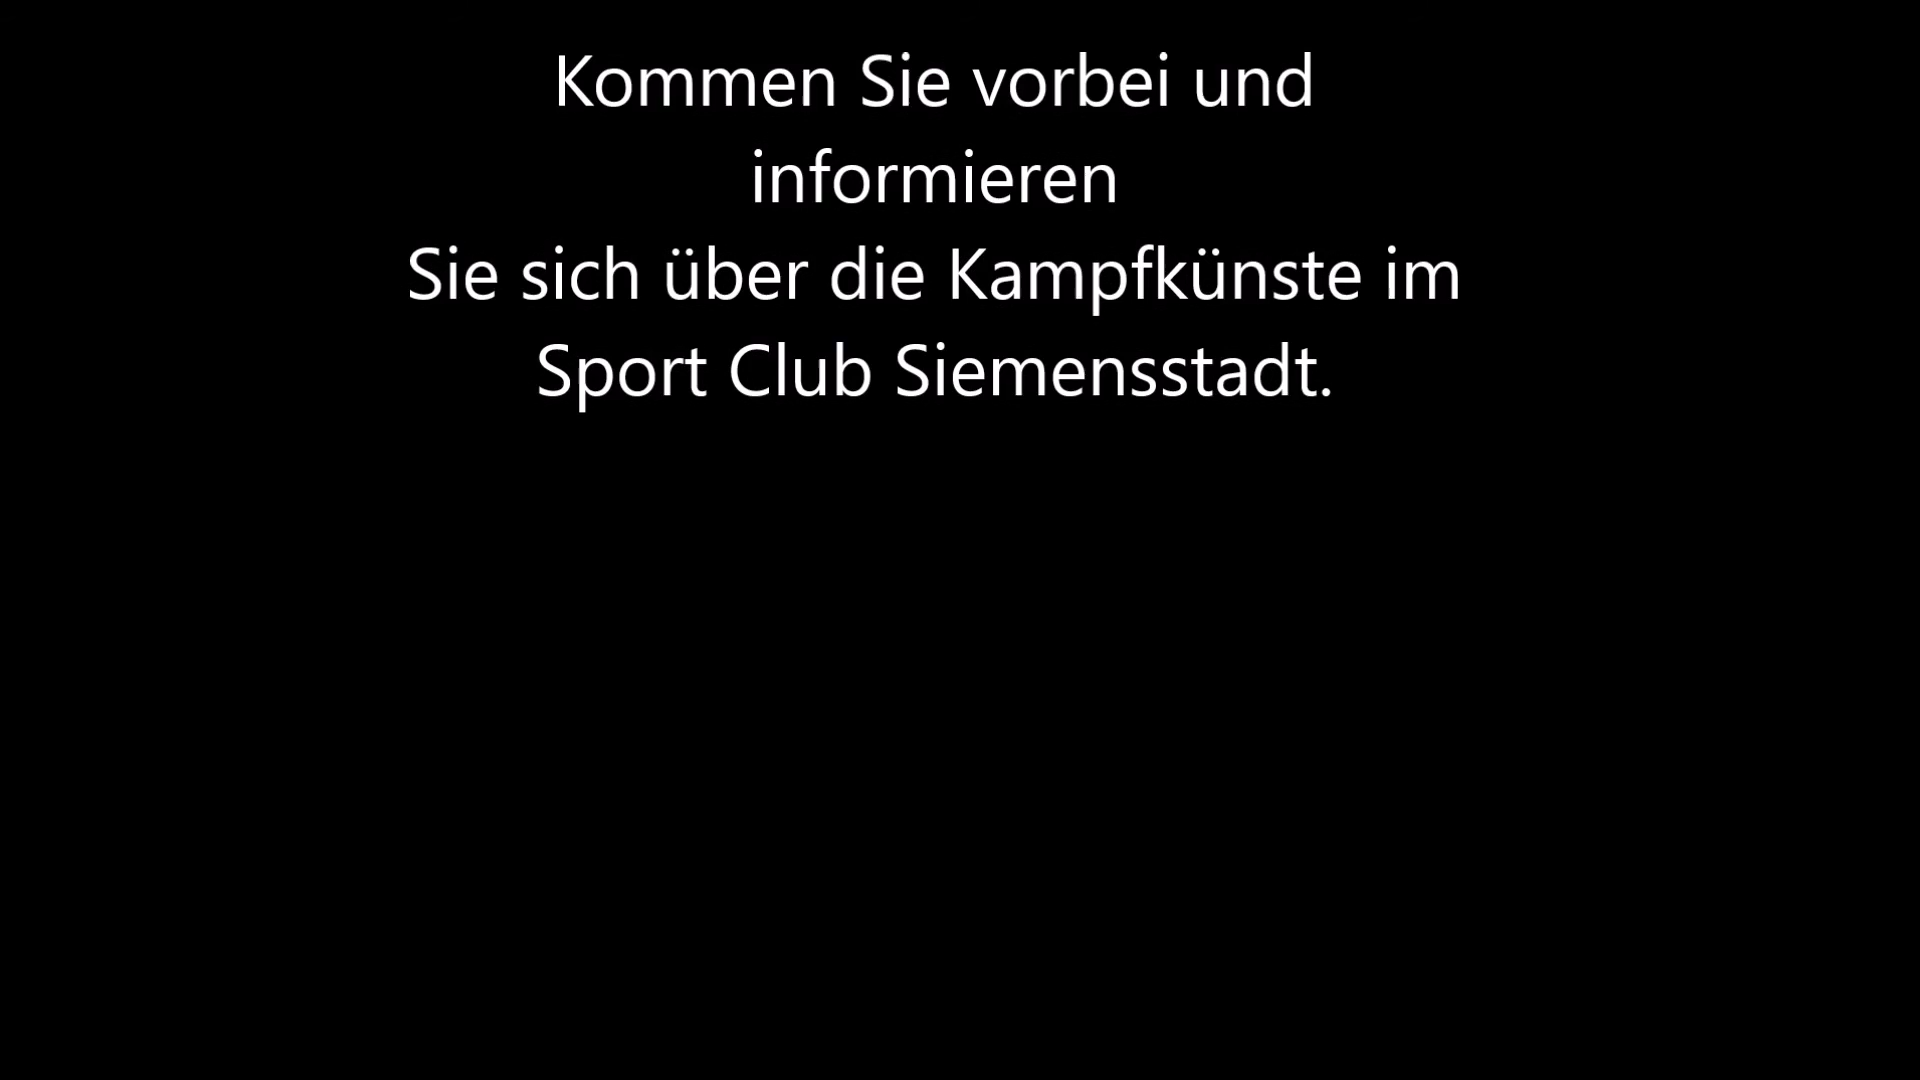 Kommen Sie vorbei und
informieren
Sie sich über die Kampfkünste im
Sport Club Siemensstadt.